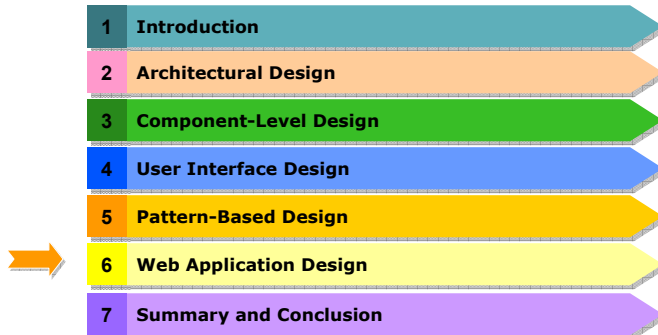 1 Introduction
2 Architectural Design
3 Component-Level Design
4 User Interface Design
5 Pattern-Based Design
6 Web Application Design
7 Summary and Conclusion